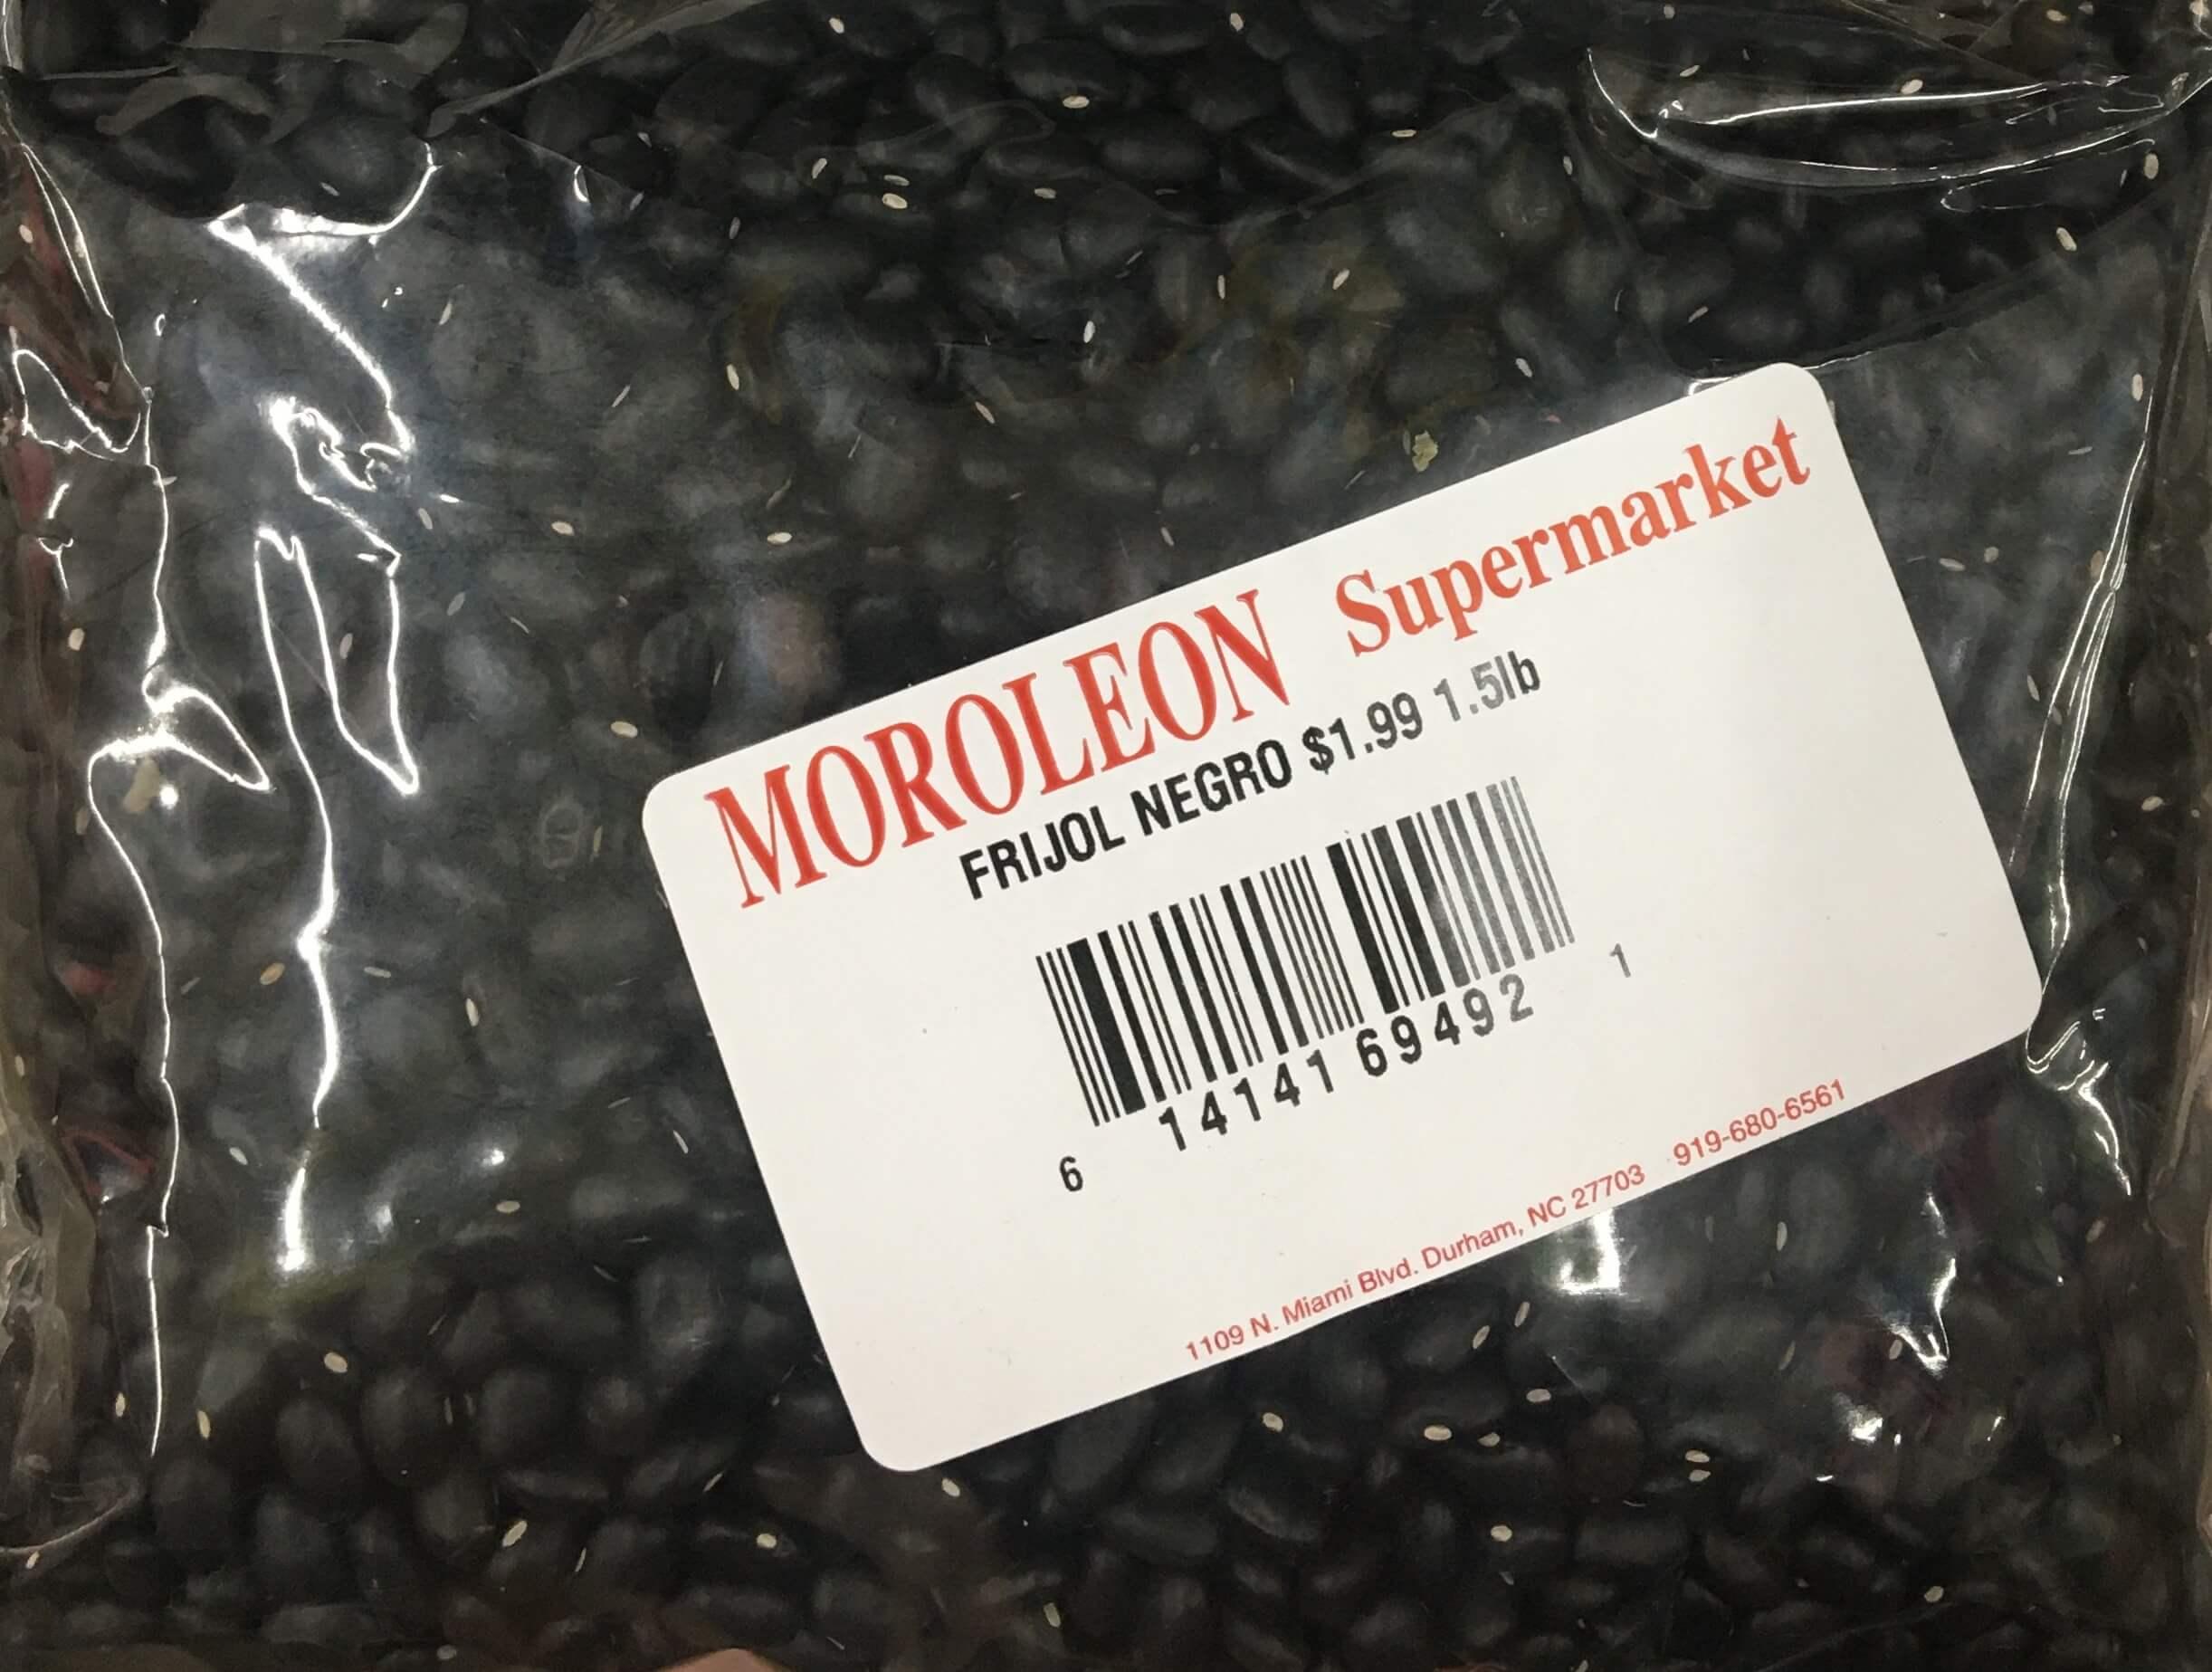 MOROLEON Supermarket
FRIJOL NEGRO $1.99 1.5lb
6 14141 69492 1
1109 N. Miami Blvd. Durham, NC 27703 919-680-6561